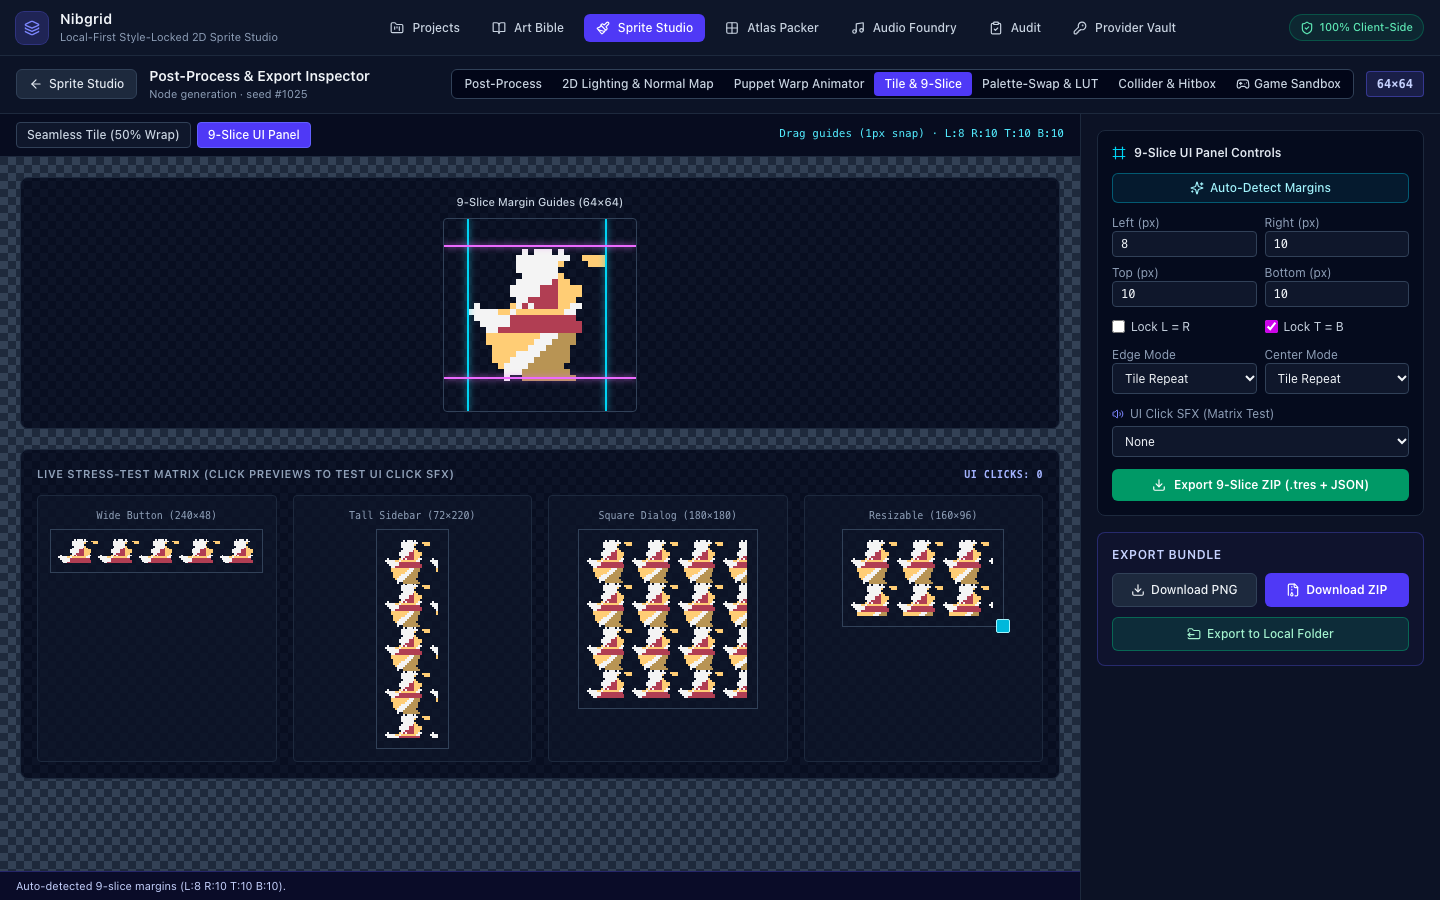 Nibgrid
Local-First Style-Locked 2D Sprite Studio
Projects
Art Bible
Sprite Studio
Atlas Packer
Audio Foundry
Audit
Provider Vault
100% Client-Side
Sprite Studio
Post-Process & Export Inspector
Node generation · seed #1025
Post-Process
2D Lighting & Normal Map
Puppet Warp Animator
Tile & 9-Slice
Palette-Swap & LUT
Collider & Hitbox
Game Sandbox
64×64
Seamless Tile (50% Wrap)
9-Slice UI Panel
Drag guides (1px snap) · L:8 R:10 T:10 B:10
9-Slice Margin Guides (64×64)
LIVE STRESS-TEST MATRIX (CLICK PREVIEWS TO TEST UI CLICK SFX)
UI CLICKS: 0
Wide Button (240×48)
Tall Sidebar (72×220)
Square Dialog (180×180)
Resizable (160×96)
Auto-detected 9-slice margins (L:8 R:10 T:10 B:10).
9-Slice UI Panel Controls
Auto-Detect Margins
Left (px)
Right (px)
8
10
Top (px)
Bottom (px)
10
10
Lock L = R
Lock T = B
Edge Mode
Center Mode
Tile Repeat
Tile Repeat
UI Click SFX (Matrix Test)
None
Export 9-Slice ZIP (.tres + JSON)
EXPORT BUNDLE
Download PNG
Download ZIP
Export to Local Folder